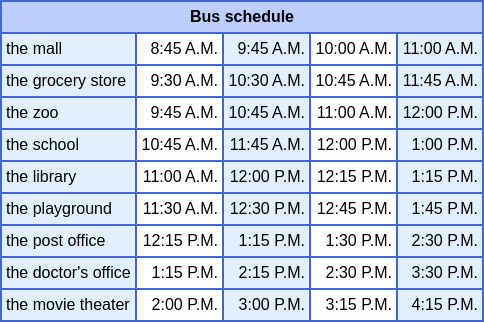 Bus schedule
the mall 8:45 A.M. 9:45 A.M. 10:00 A.M. 11:00 A.M.
the grocery store 9:30 A.M. 10:30 A.M. 10:45 A.M. 11:45 A.M.
the zoo 9:45 A.M. 10:45 A.M. 11:00 A.M. 12:00 P.M.
the school 10:45 A.M. 11:45 A.M. 12:00 P.M. 1:00 P.M.
the library 11:00 A.M. 12:00 P.M. 12:15 P.M. 1:15 P.M.
the playground 11:30 A.M. 12:30 P.M. 12:45 P.M. 1:45 P.M.
the post office 12:15 P.M. 1:15 P.M. 1:30 P.M. 2:30 P.M.
the doctor's office 1:15 P.M. 2:15 P.M. 2:30 P.M. 3:30 P.M.
the movie theater 2:00 P.M. 3:00 P.M. 3:15 P.M. 4:15 P.M.